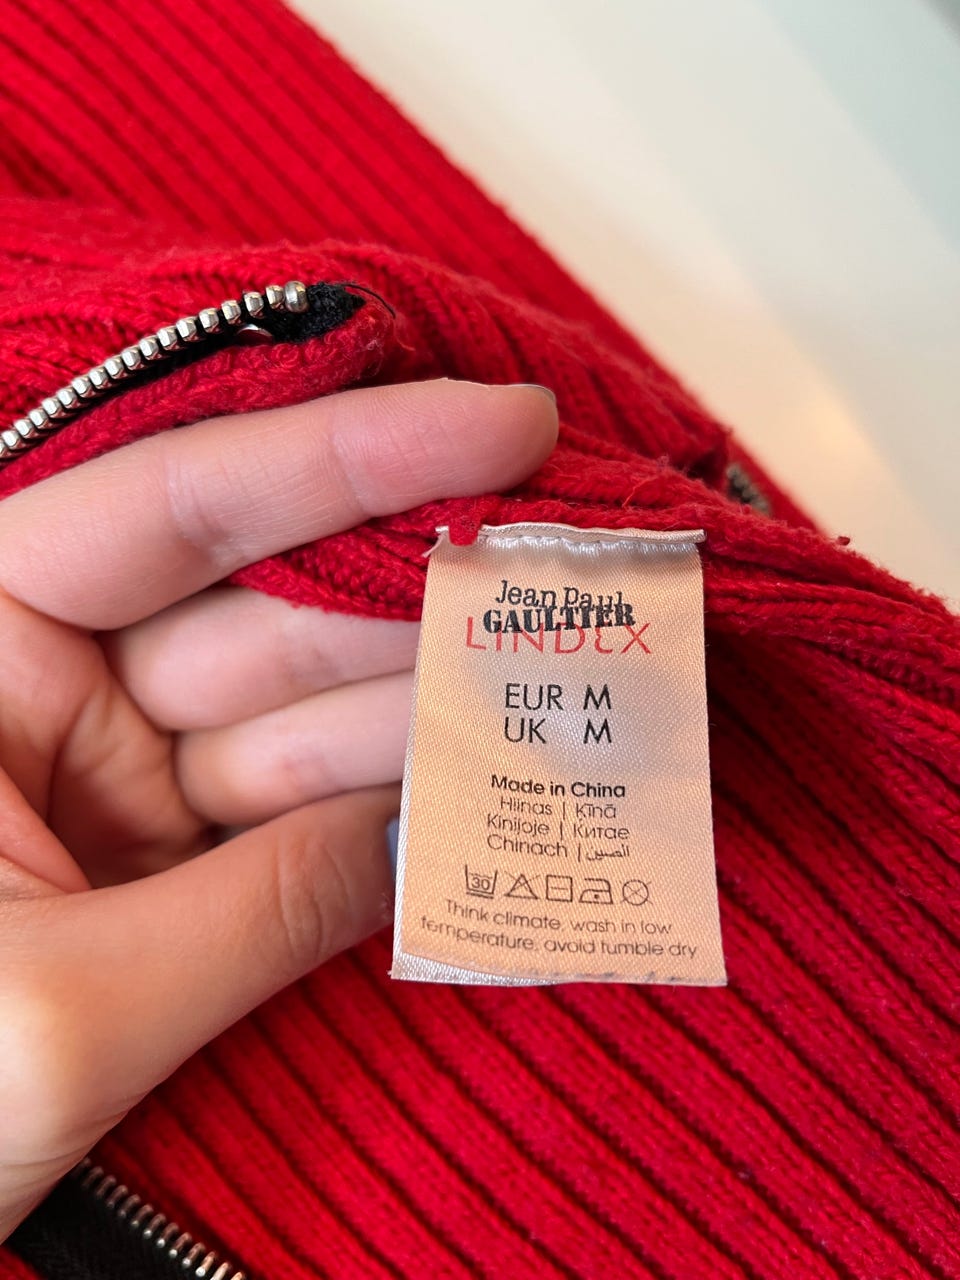 Jean Paul
GAULTIER
LINDEX
EUR M
UK M
Made in China
Hiinas | Ķīnā
Kinijoje | Китае
Chinach | الصين
30
Think climate, wash in low
temperature, avoid tumble dry